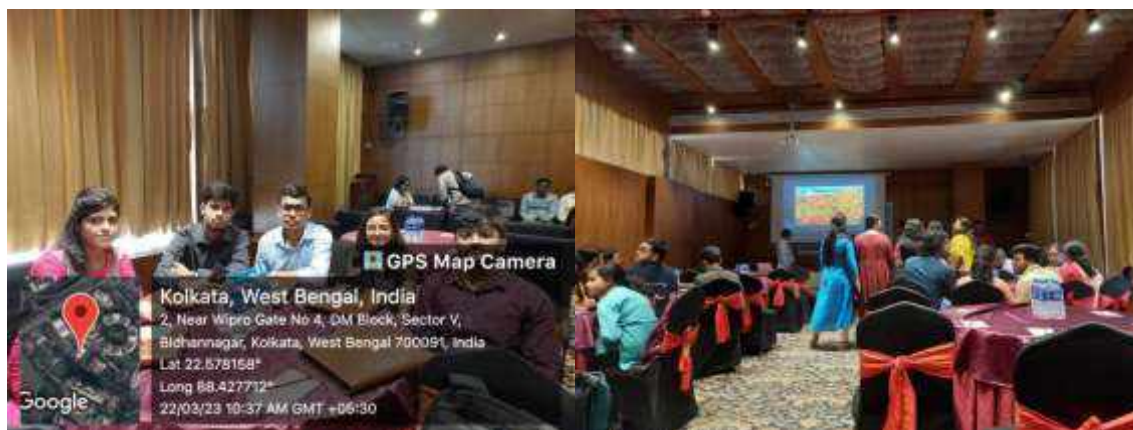 GPS Map Camera
Kolkata, West Bengal, India
2, Near Wipro Gate No 4, DM Block, Sector V,
Bidhannagar, Kolkata, West Bengal 700091, India
Lat 22.578158°
Long 88.427712°
22/03/23 10:37 AM GMT +05:30
Google